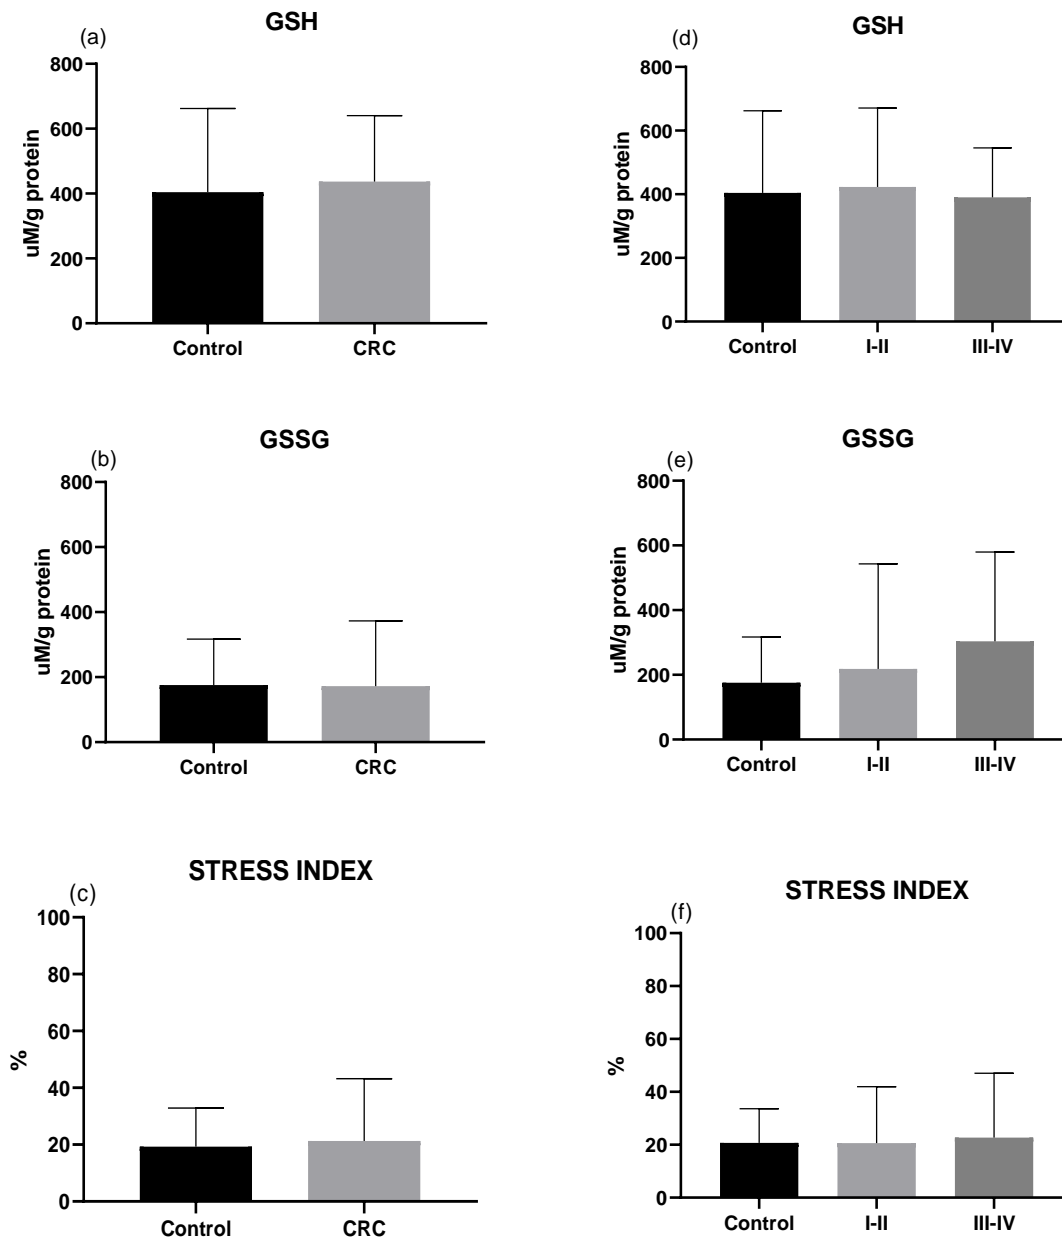 (a)
GSH
uM/g protein
800
600
400
200
0
Control CRC
(d)
GSH
uM/g protein
800
600
400
200
0
Control I-II III-IV
(b)
GSSG
uM/g protein
800
600
400
200
0
Control CRC
(e)
GSSG
uM/g protein
800
600
400
200
0
Control I-II III-IV
(c)
STRESS INDEX
%
100
80
60
40
20
0
Control CRC
(f)
STRESS INDEX
%
100
80
60
40
20
0
Control I-II III-IV